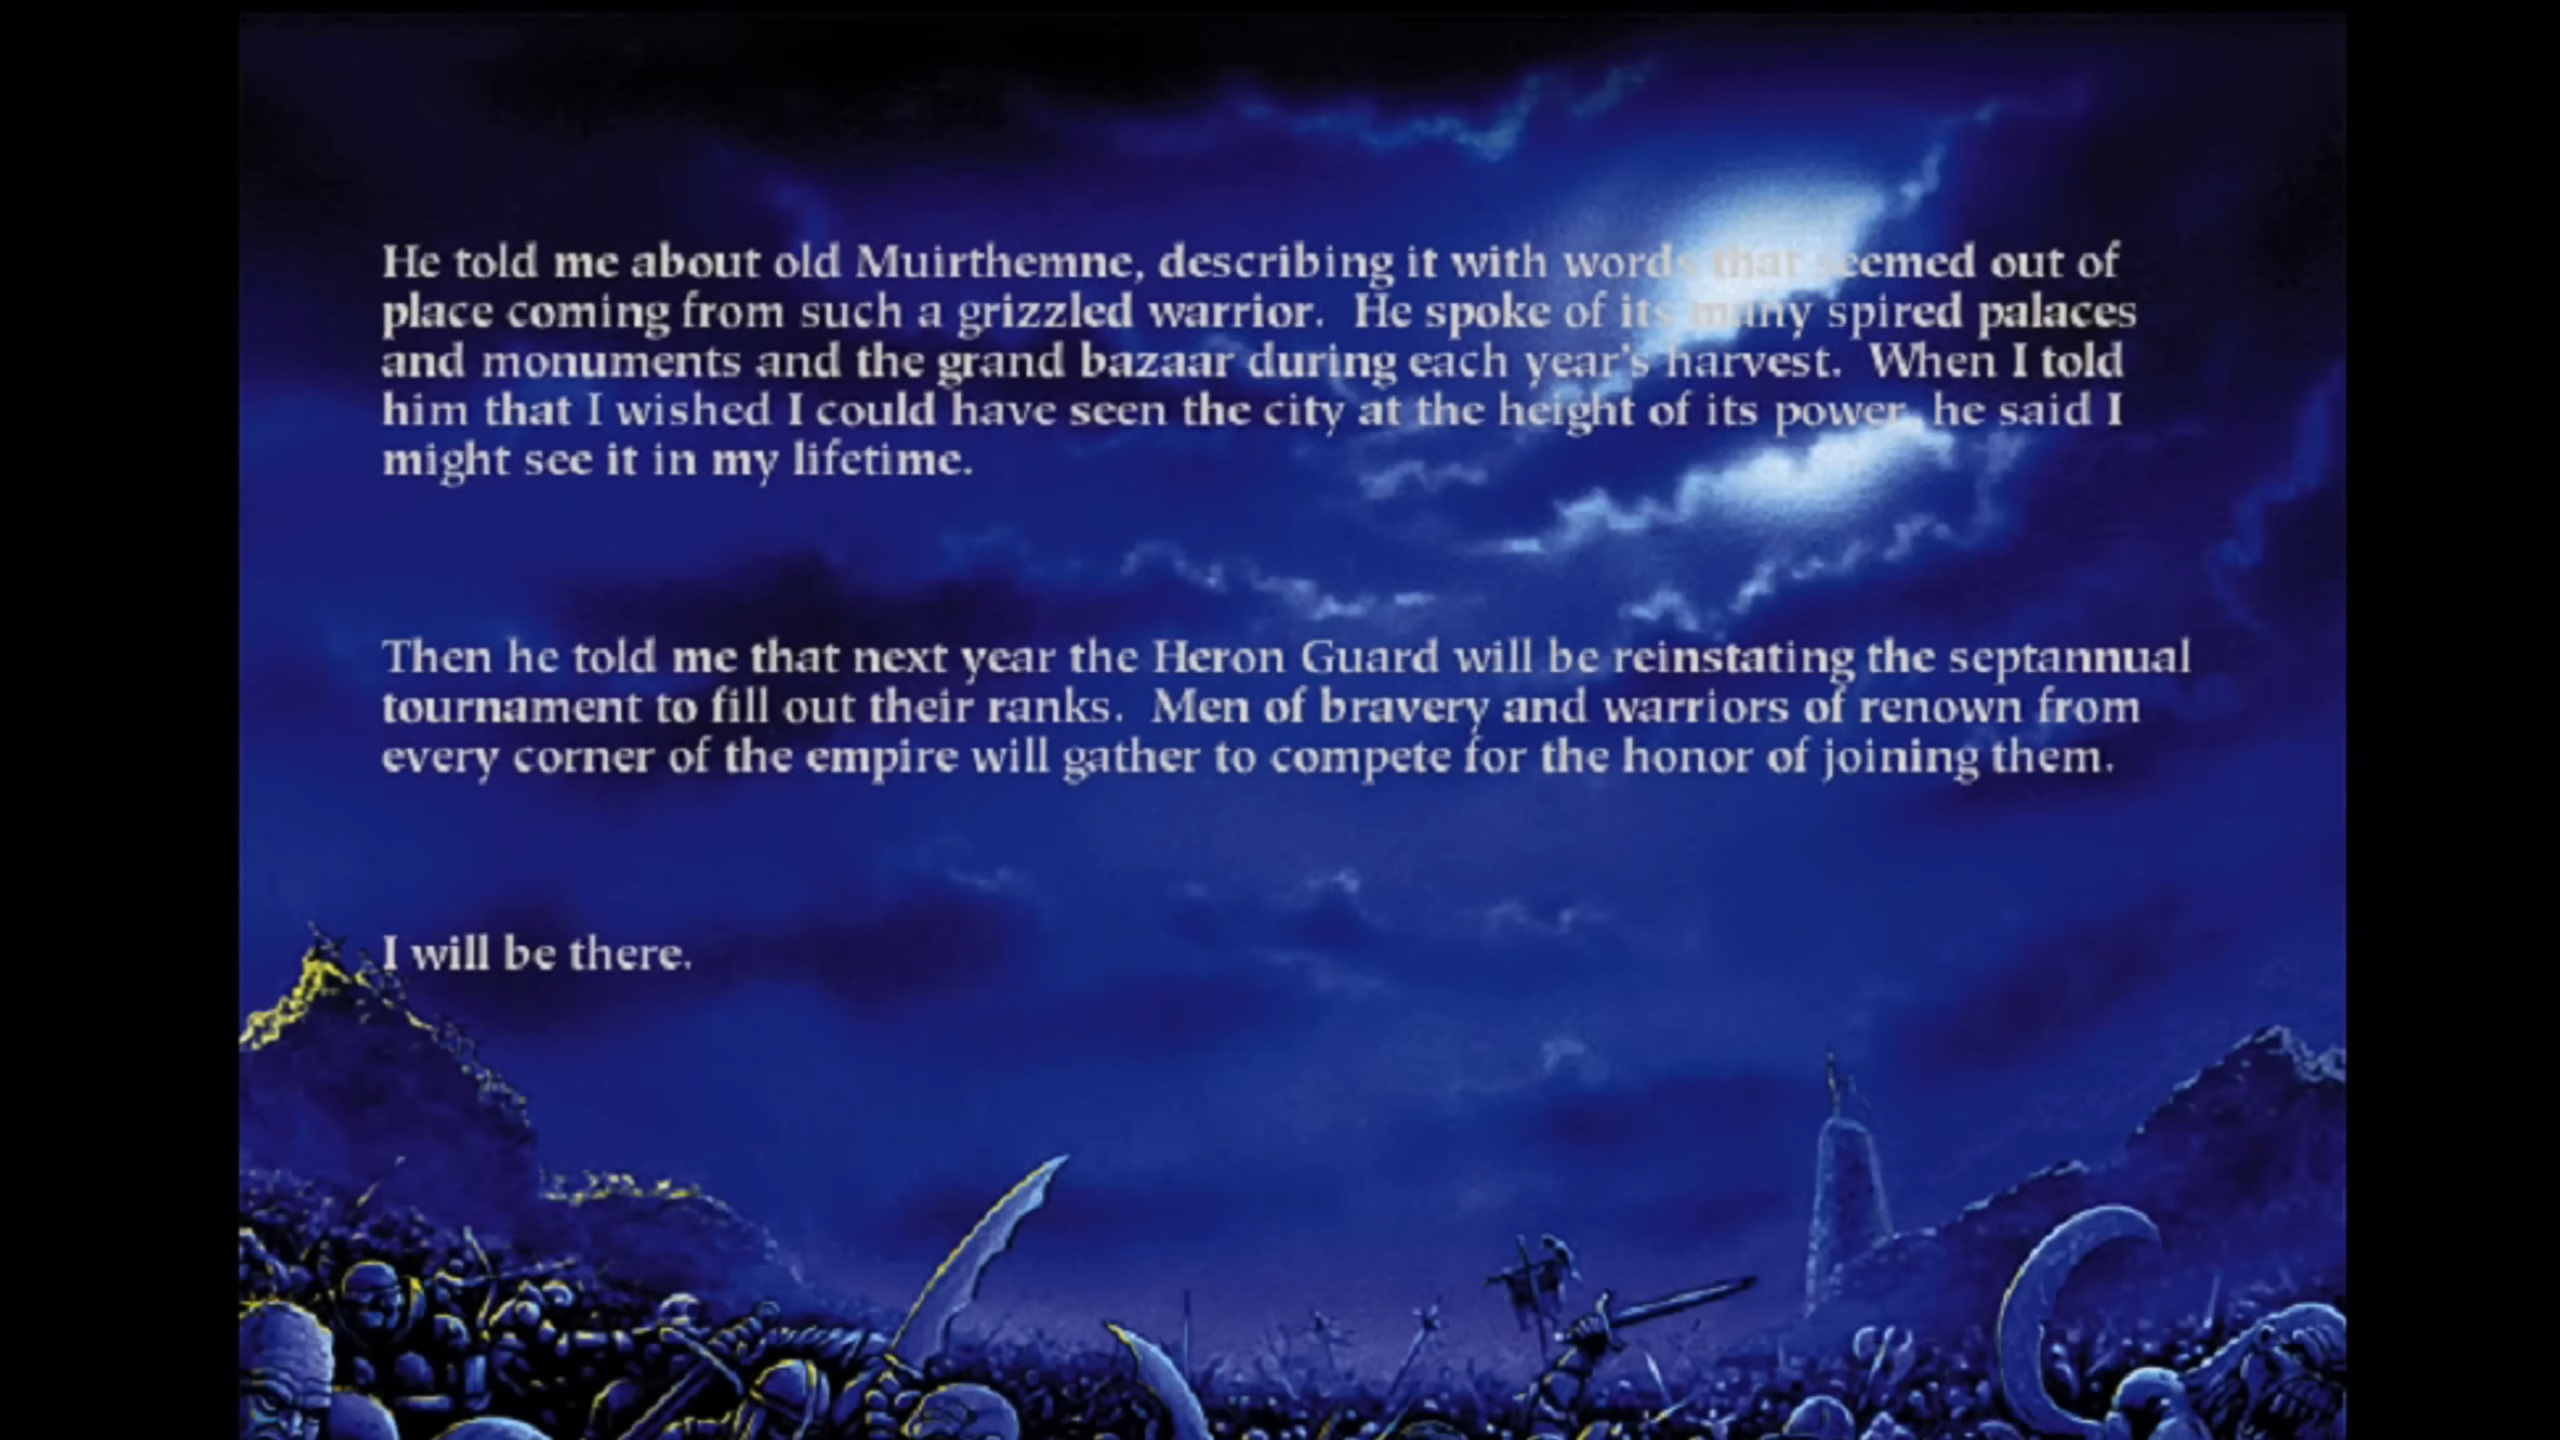 He told me about old Muirthemne, describing it with words that seemed out of
place coming from such a grizzled warrior.  He spoke of its many spired palaces
and monuments and the grand bazaar during each year's harvest.  When I told
him that I wished I could have seen the city at the height of its power, he said I
might see it in my lifetime.
Then he told me that next year the Heron Guard will be reinstating the septannual
tournament to fill out their ranks.  Men of bravery and warriors of renown from
every corner of the empire will gather to compete for the honor of joining them.
I will be there.